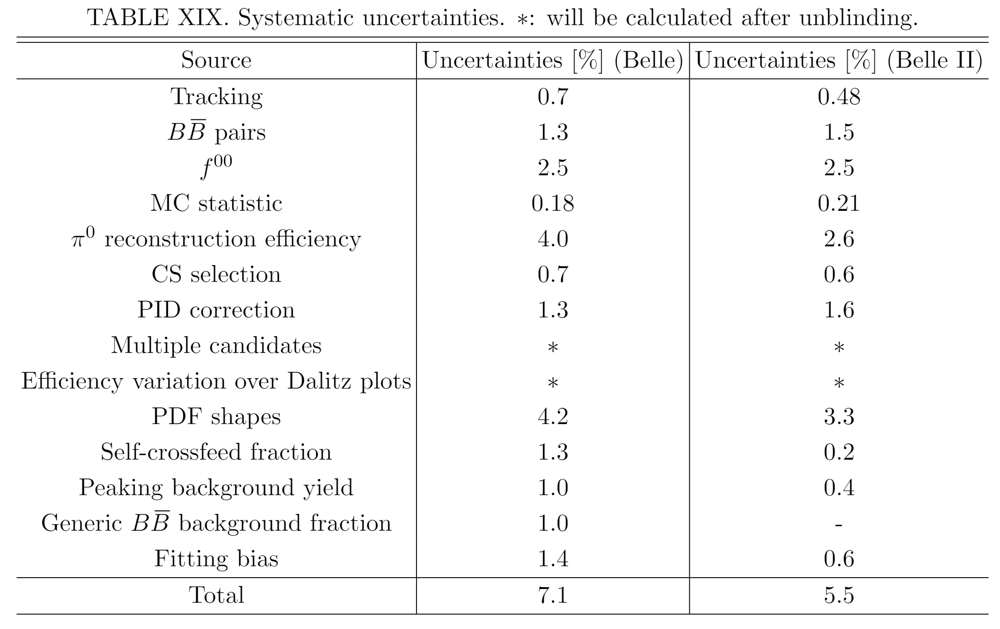 TABLE XIX. Systematic uncertainties. ∗: will be calculated after unblinding.
Source Uncertainties [%] (Belle) Uncertainties [%] (Belle II)
Tracking 0.7 0.48
BB̅ pairs 1.3 1.5
f⁰⁰ 2.5 2.5
MC statistic 0.18 0.21
π⁰ reconstruction efficiency 4.0 2.6
CS selection 0.7 0.6
PID correction 1.3 1.6
Multiple candidates ∗ ∗
Efficiency variation over Dalitz plots ∗ ∗
PDF shapes 4.2 3.3
Self-crossfeed fraction 1.3 0.2
Peaking background yield 1.0 0.4
Generic BB̅ background fraction 1.0 -
Fitting bias 1.4 0.6
Total 7.1 5.5